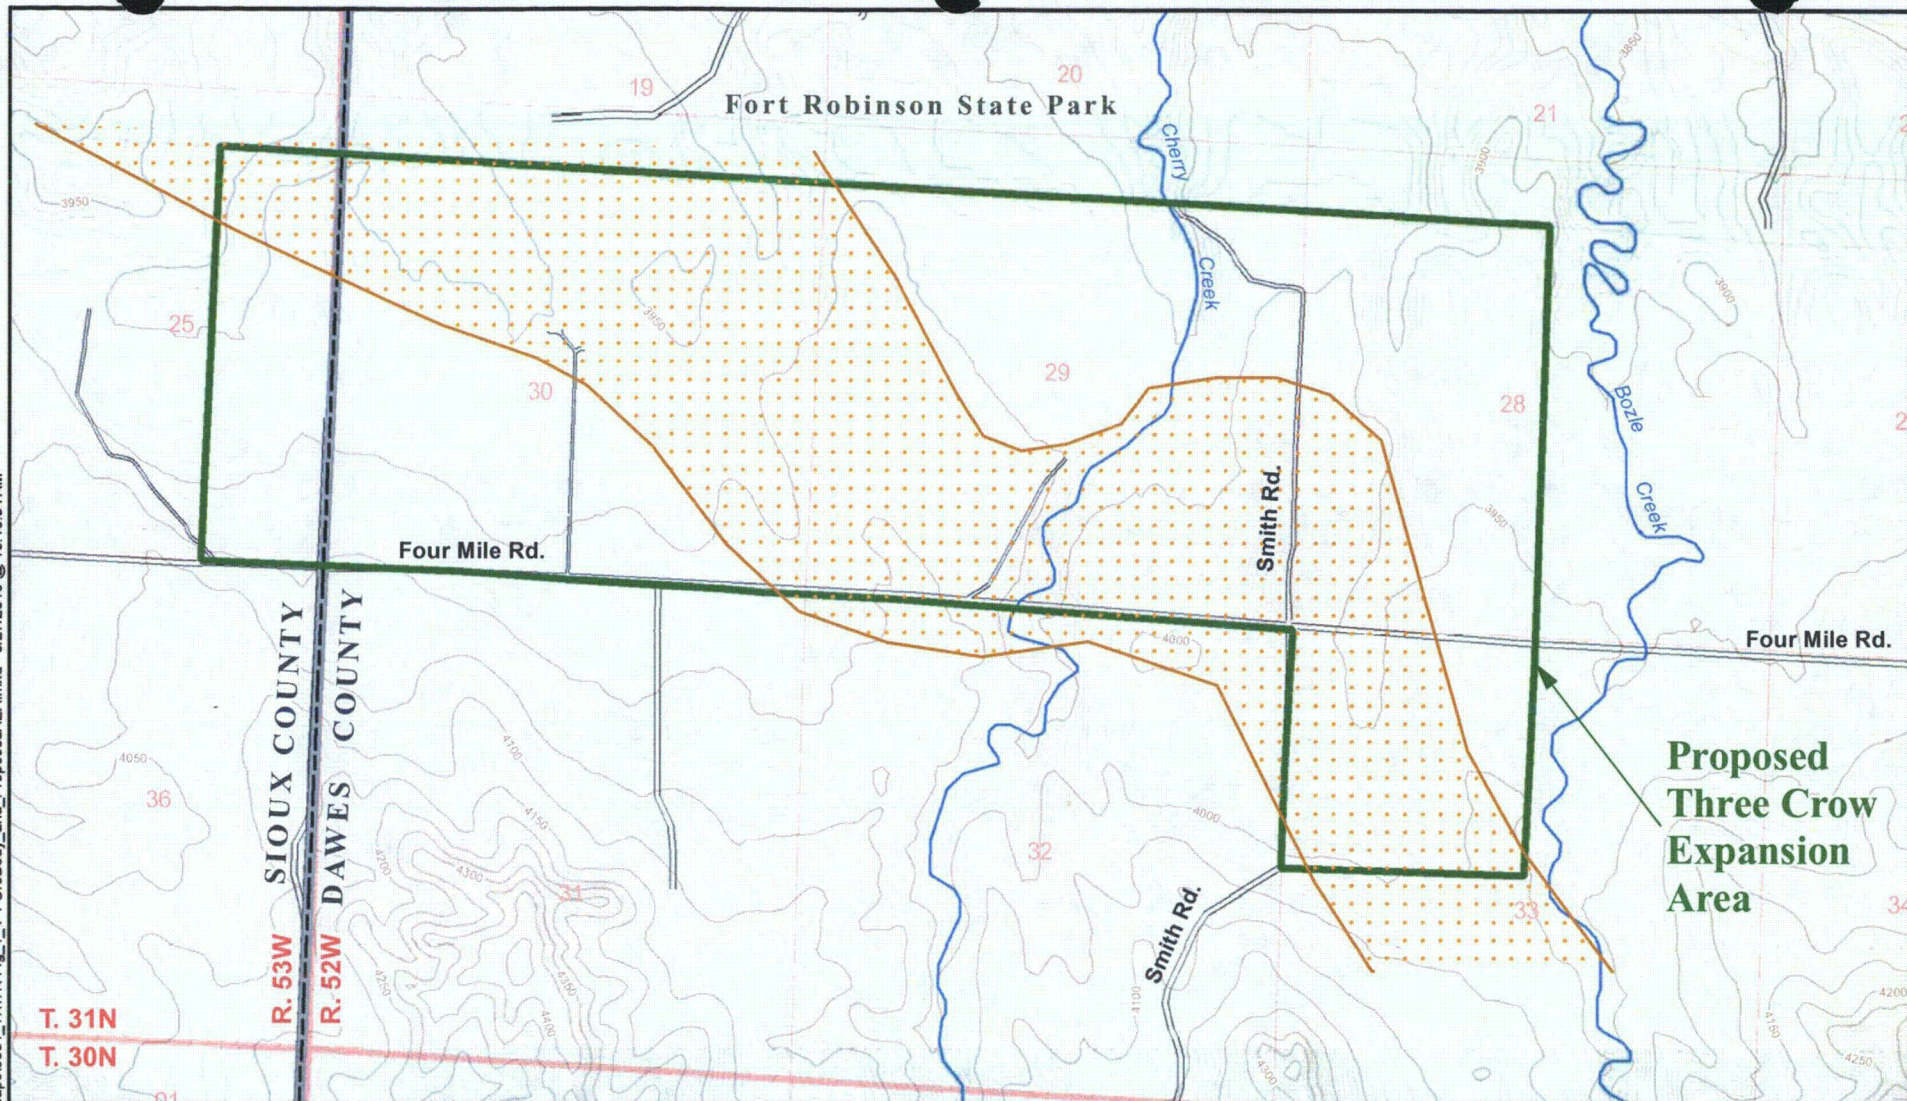 19
20
Fort Robinson State Park
21
3850
Cherry
3900
3950
Creek
3900
25
3950
29
30
28
Bozle
Smith Rd.
3950
Creek
Four Mile Rd.
4000
Four Mile Rd.
SIOUX COUNTY
DAWES COUNTY
4100
4050
36
4150
4000
Proposed
Three Crow
Expansion
Area
4200
4300
31
32
33
34
Smith Rd.
R. 53W
R. 52W
4250
4350
4400
4100
4200
4150
4250
4300
T. 31N
T. 30N